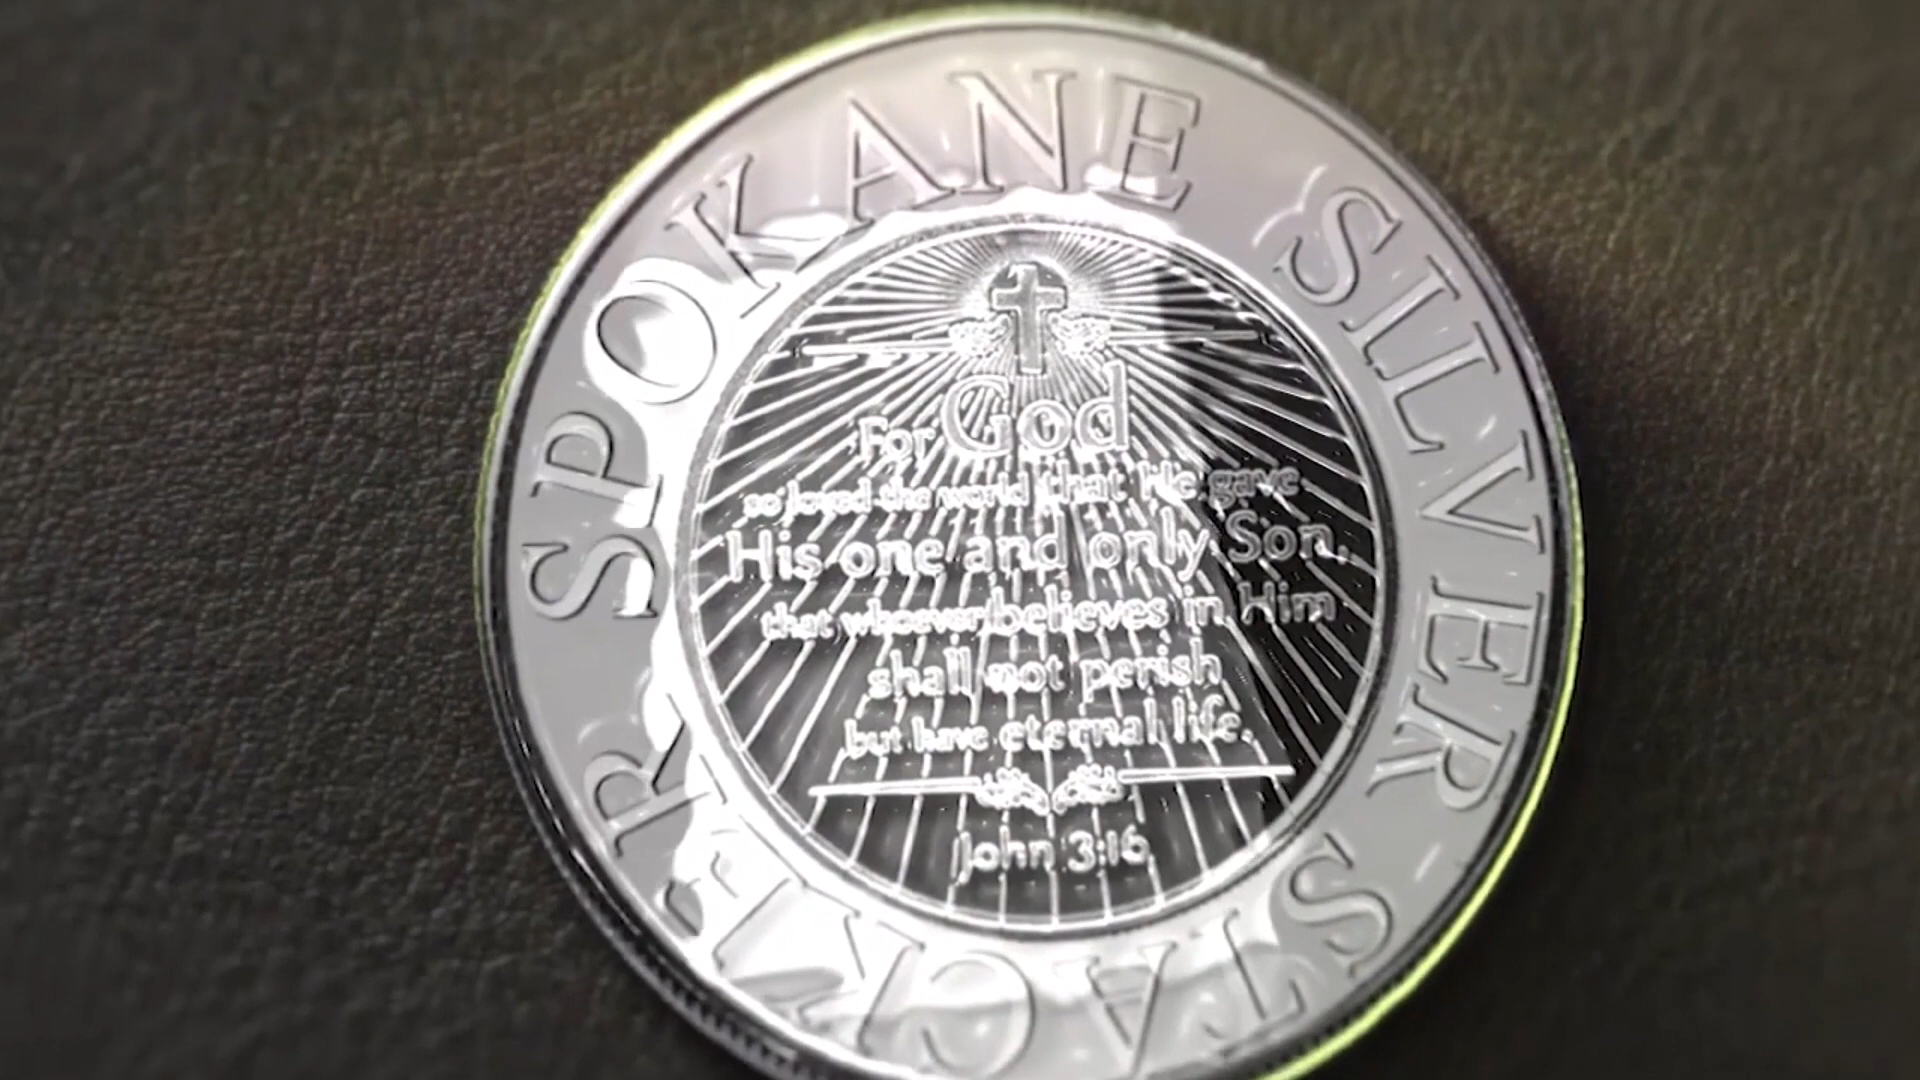 SPOKANE SILVER STACKER
For God
so loved the world that He gave
His one and only Son,
that whoever believes in Him
shall not perish
but have eternal life.
John 3:16